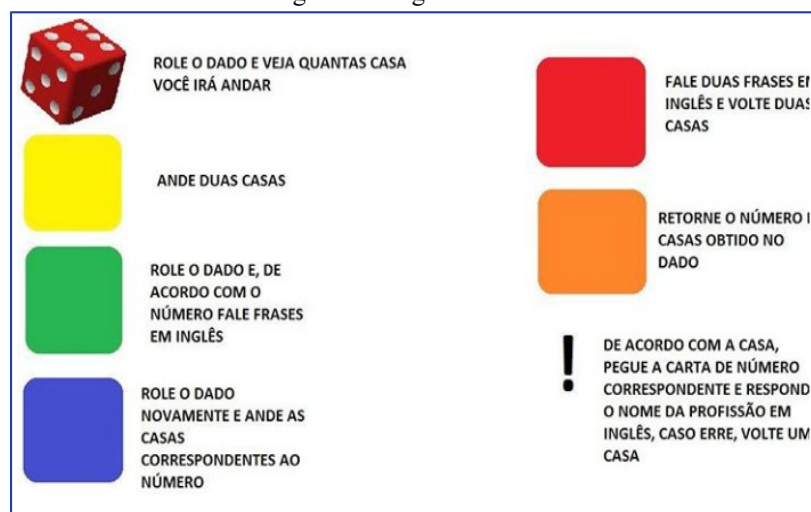 ROLE O DADO E VEJA QUANTAS CASA
VOCÊ IRÁ ANDAR
ANDE DUAS CASAS
ROLE O DADO E, DE
ACORDO COM O
NÚMERO FALE FRASES
EM INGLÊS
ROLE O DADO
NOVAMENTE E ANDE AS
CASAS
CORRESPONDENTES AO
NÚMERO
FALE DUAS FRASES
INGLÊS E VOLTE DUAS
CASAS
RETORNE O NÚMERO
CASAS OBTIDO NO
DADO
!
DE ACORDO COM A CASA,
PEGUE A CARTA DE NÚMERO
CORRESPONDENTE E RESPOND
O NOME DA PROFISSÃO EM
INGLÊS, CASO ERRE, VOLTE UM
CASA